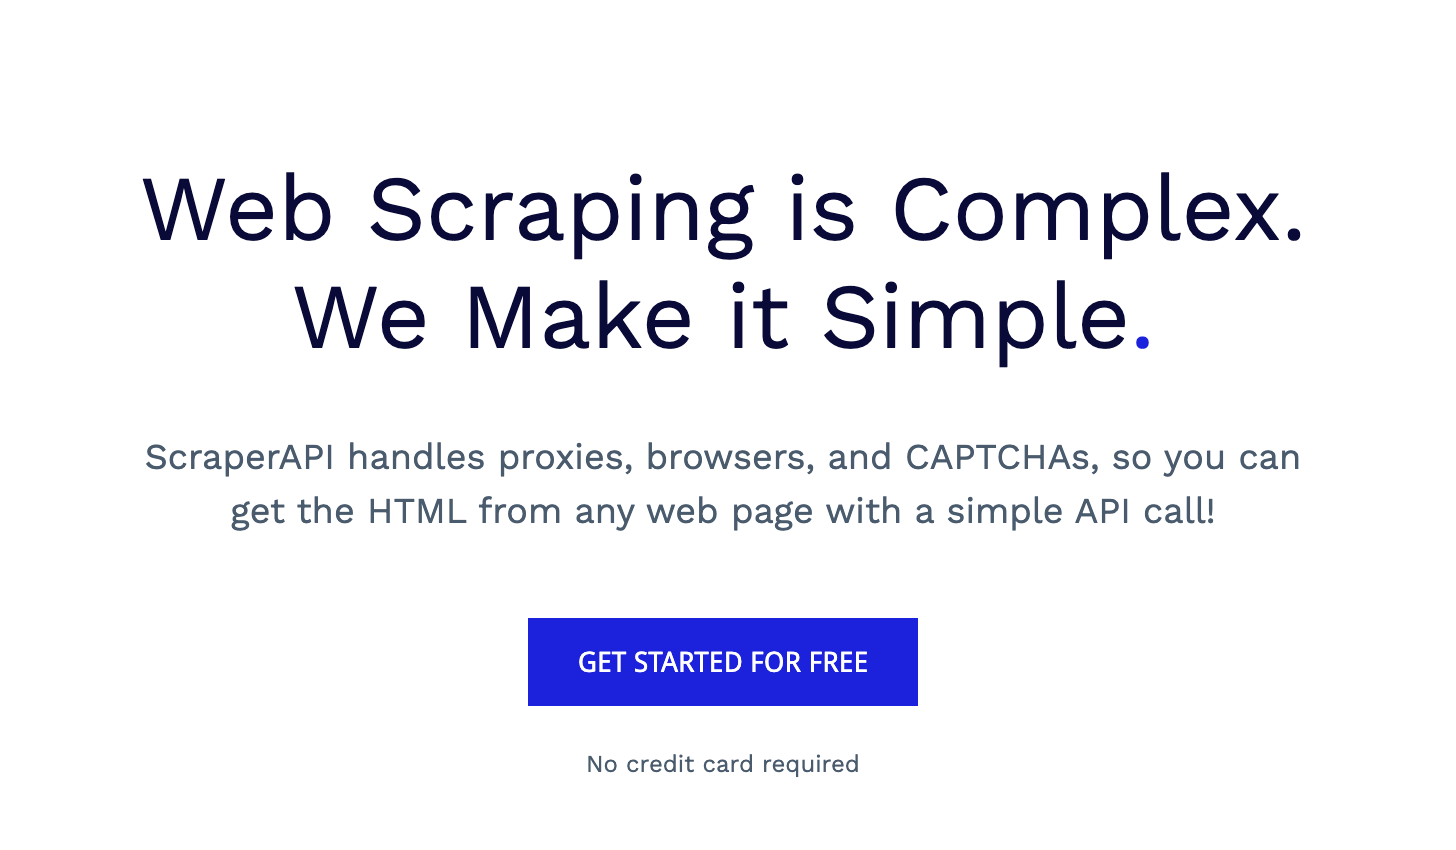 Web Scraping is Complex.
We Make it Simple.
ScraperAPI handles proxies, browsers, and CAPTCHAs, so you can
get the HTML from any web page with a simple API call!
GET STARTED FOR FREE
No credit card required